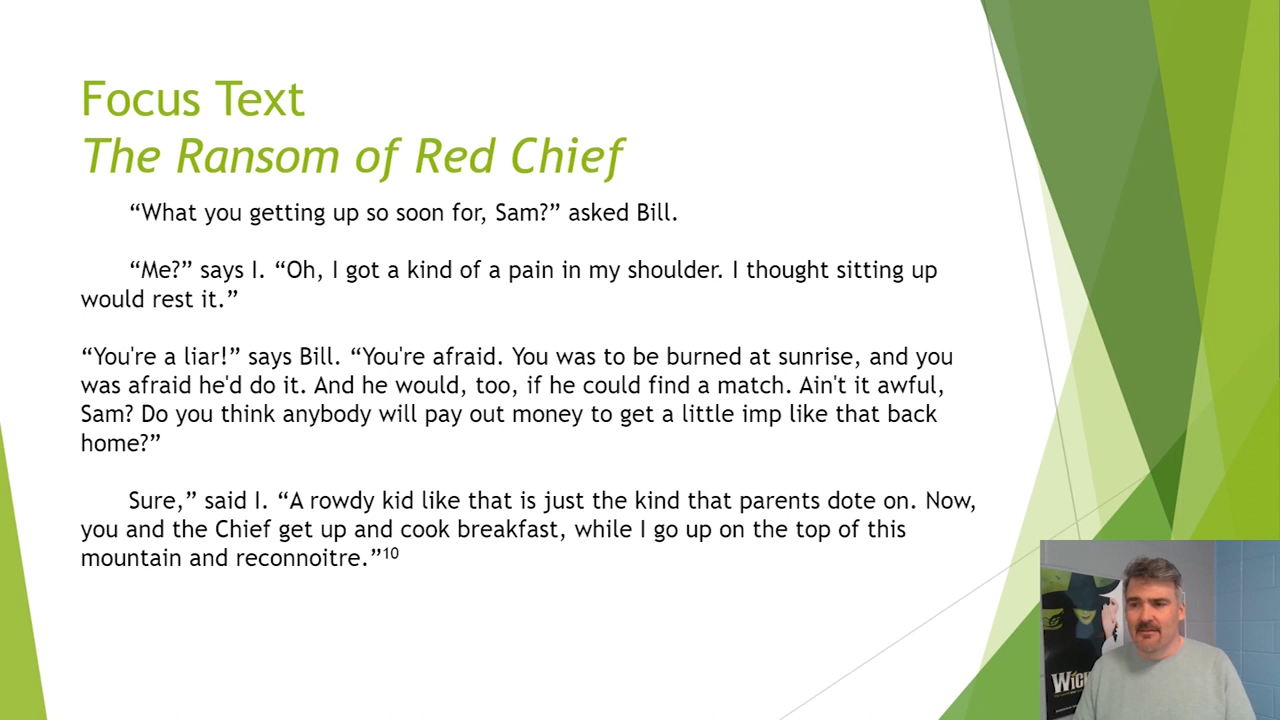 Focus Text
The Ransom of Red Chief
“What you getting up so soon for, Sam?” asked Bill.
“Me?” says I. “Oh, I got a kind of a pain in my shoulder. I thought sitting up
would rest it.”
“You're a liar!” says Bill. “You're afraid. You was to be burned at sunrise, and you
was afraid he'd do it. And he would, too, if he could find a match. Ain't it awful,
Sam? Do you think anybody will pay out money to get a little imp like that back
home?”
Sure,” said I. “A rowdy kid like that is just the kind that parents dote on. Now,
you and the Chief get up and cook breakfast, while I go up on the top of this
mountain and reconnoitre.”10